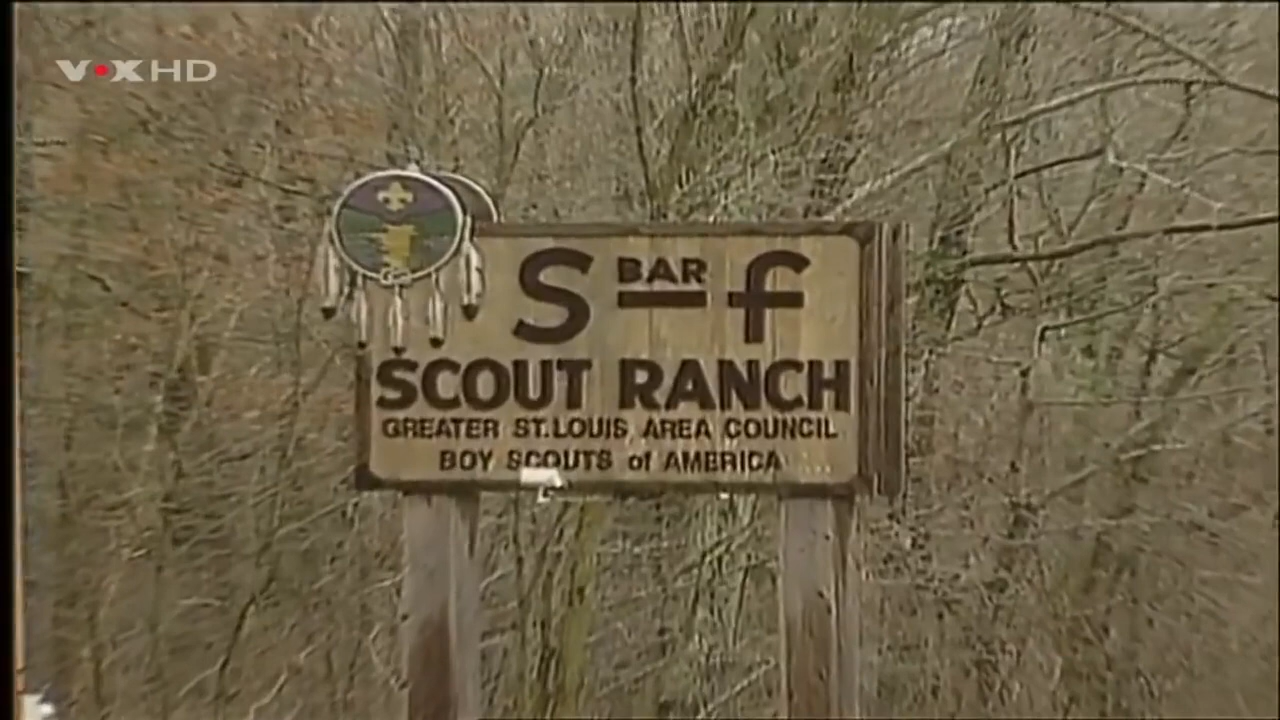 VOXHD
S BAR F
SCOUT RANCH
GREATER ST. LOUIS AREA COUNCIL
BOY SCOUTS of AMERICA